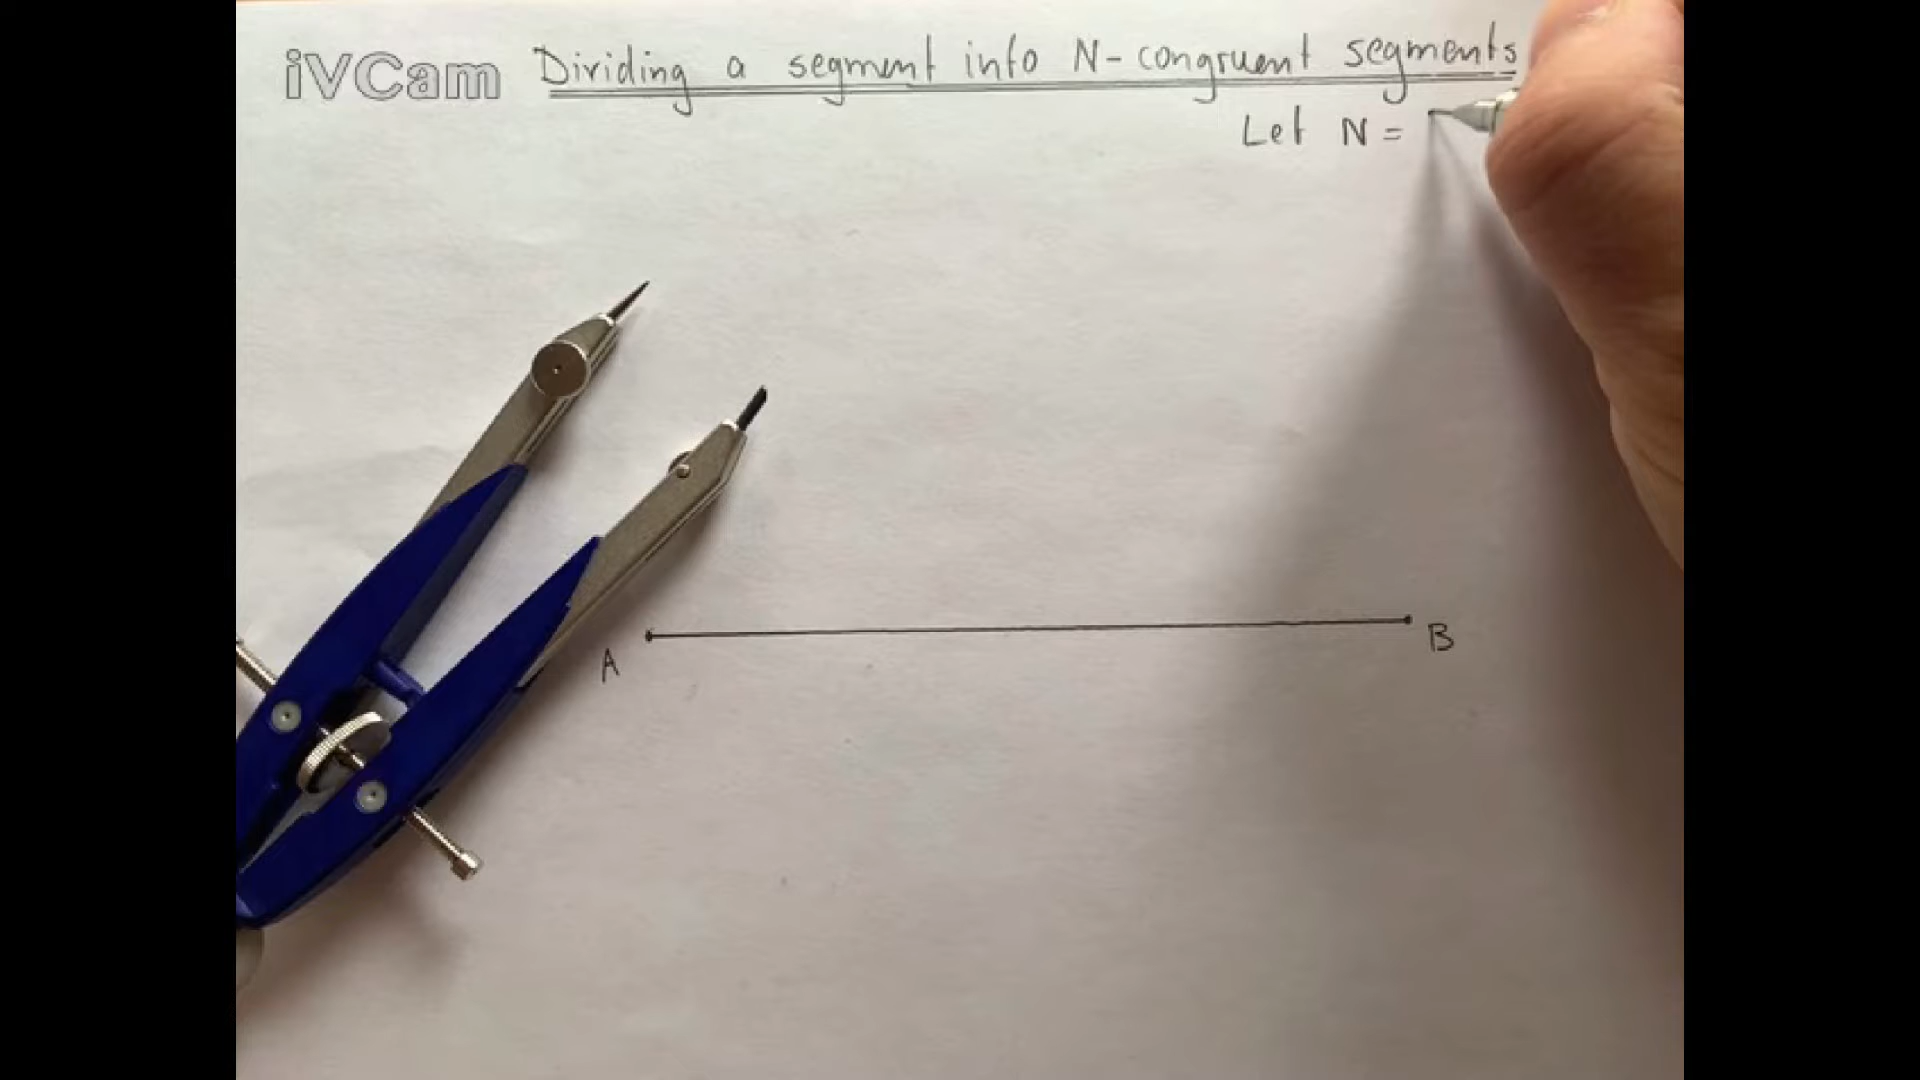 iVCam Dividing a segment into N-congruent segments
Let N =
A
B